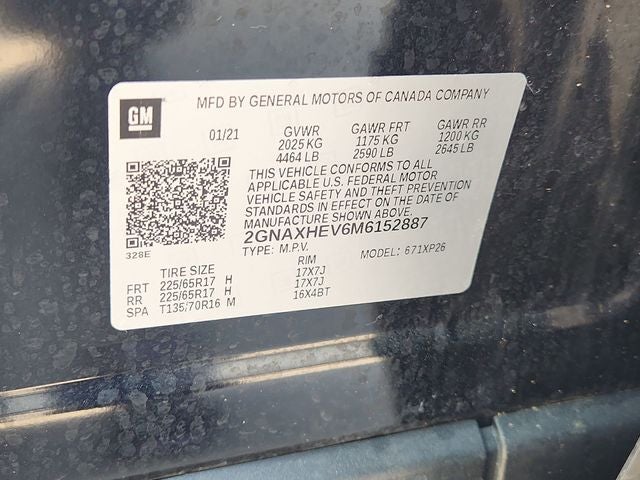 GM
MFD BY GENERAL MOTORS OF CANADA COMPANY
01/21 GVWR GAWR FRT GAWR RR
2025 KG 1175 KG 1200 KG
4464 LB 2590 LB 2645 LB
THIS VEHICLE CONFORMS TO ALL
APPLICABLE U.S. FEDERAL MOTOR
VEHICLE SAFETY AND THEFT PREVENTION
STANDARDS IN EFFECT ON THE DATE OF
MANUFACTURE SHOWN ABOVE.
2GNAXHEV6M6152887
328E
TYPE: M.P.V. MODEL: 671XP26
TIRE SIZE RIM
FRT 225/65R17 H 17X7J
RR 225/65R17 H 17X7J
SPA T135/70R16 M 16X4BT